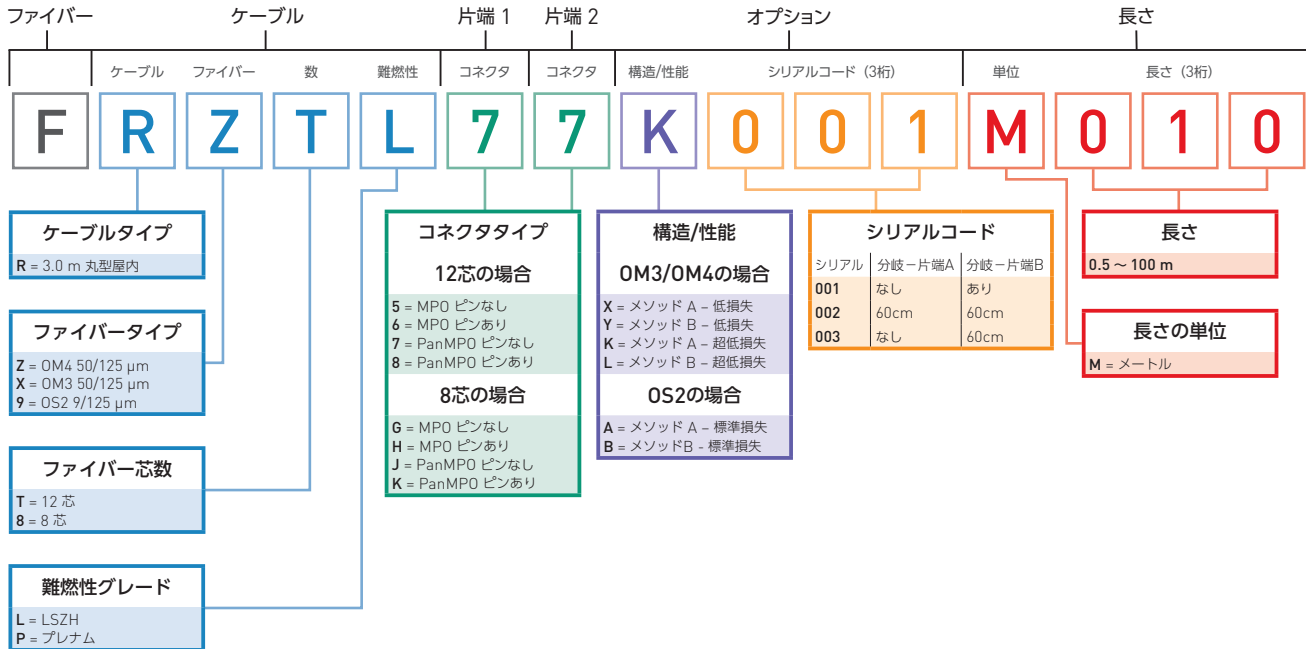 ファイバー ケーブル 片端 1 片端 2 オプション 長さ
ケーブル ファイバー 数 難燃性 コネクタ コネクタ 構造/性能 シリアルコード (3桁) 単位 長さ (3桁)
F R Z T L 7 7 K 0 0 1 M 0 1 0
ケーブルタイプ
R = 3.0 m 丸型屋内
ファイバータイプ
Z = OM4 50/125 μm
X = OM3 50/125 μm
9 = OS2 9/125 μm
ファイバー芯数
T = 12 芯
8 = 8 芯
難燃性グレード
L = LSZH
P = プレナム
コネクタタイプ
12芯の場合
5 = MPO ピンなし
6 = MPO ピンあり
7 = PanMPO ピンなし
8 = PanMPO ピンあり
8芯の場合
G = MPO ピンなし
H = MPO ピンあり
J = PanMPO ピンなし
K = PanMPO ピンあり
構造/性能
OM3/OM4の場合
X = メソッド A – 低損失
Y = メソッド B – 低損失
K = メソッド A – 超低損失
L = メソッド B – 超低損失
OS2の場合
A = メソッド A – 標準損失
B = メソッドB - 標準損失
シリアルコード
シリアル 分岐－片端A 分岐－片端B
001 なし あり
002 60cm 60cm
003 なし 60cm
長さ
0.5 ~ 100 m
長さの単位
M = メートル